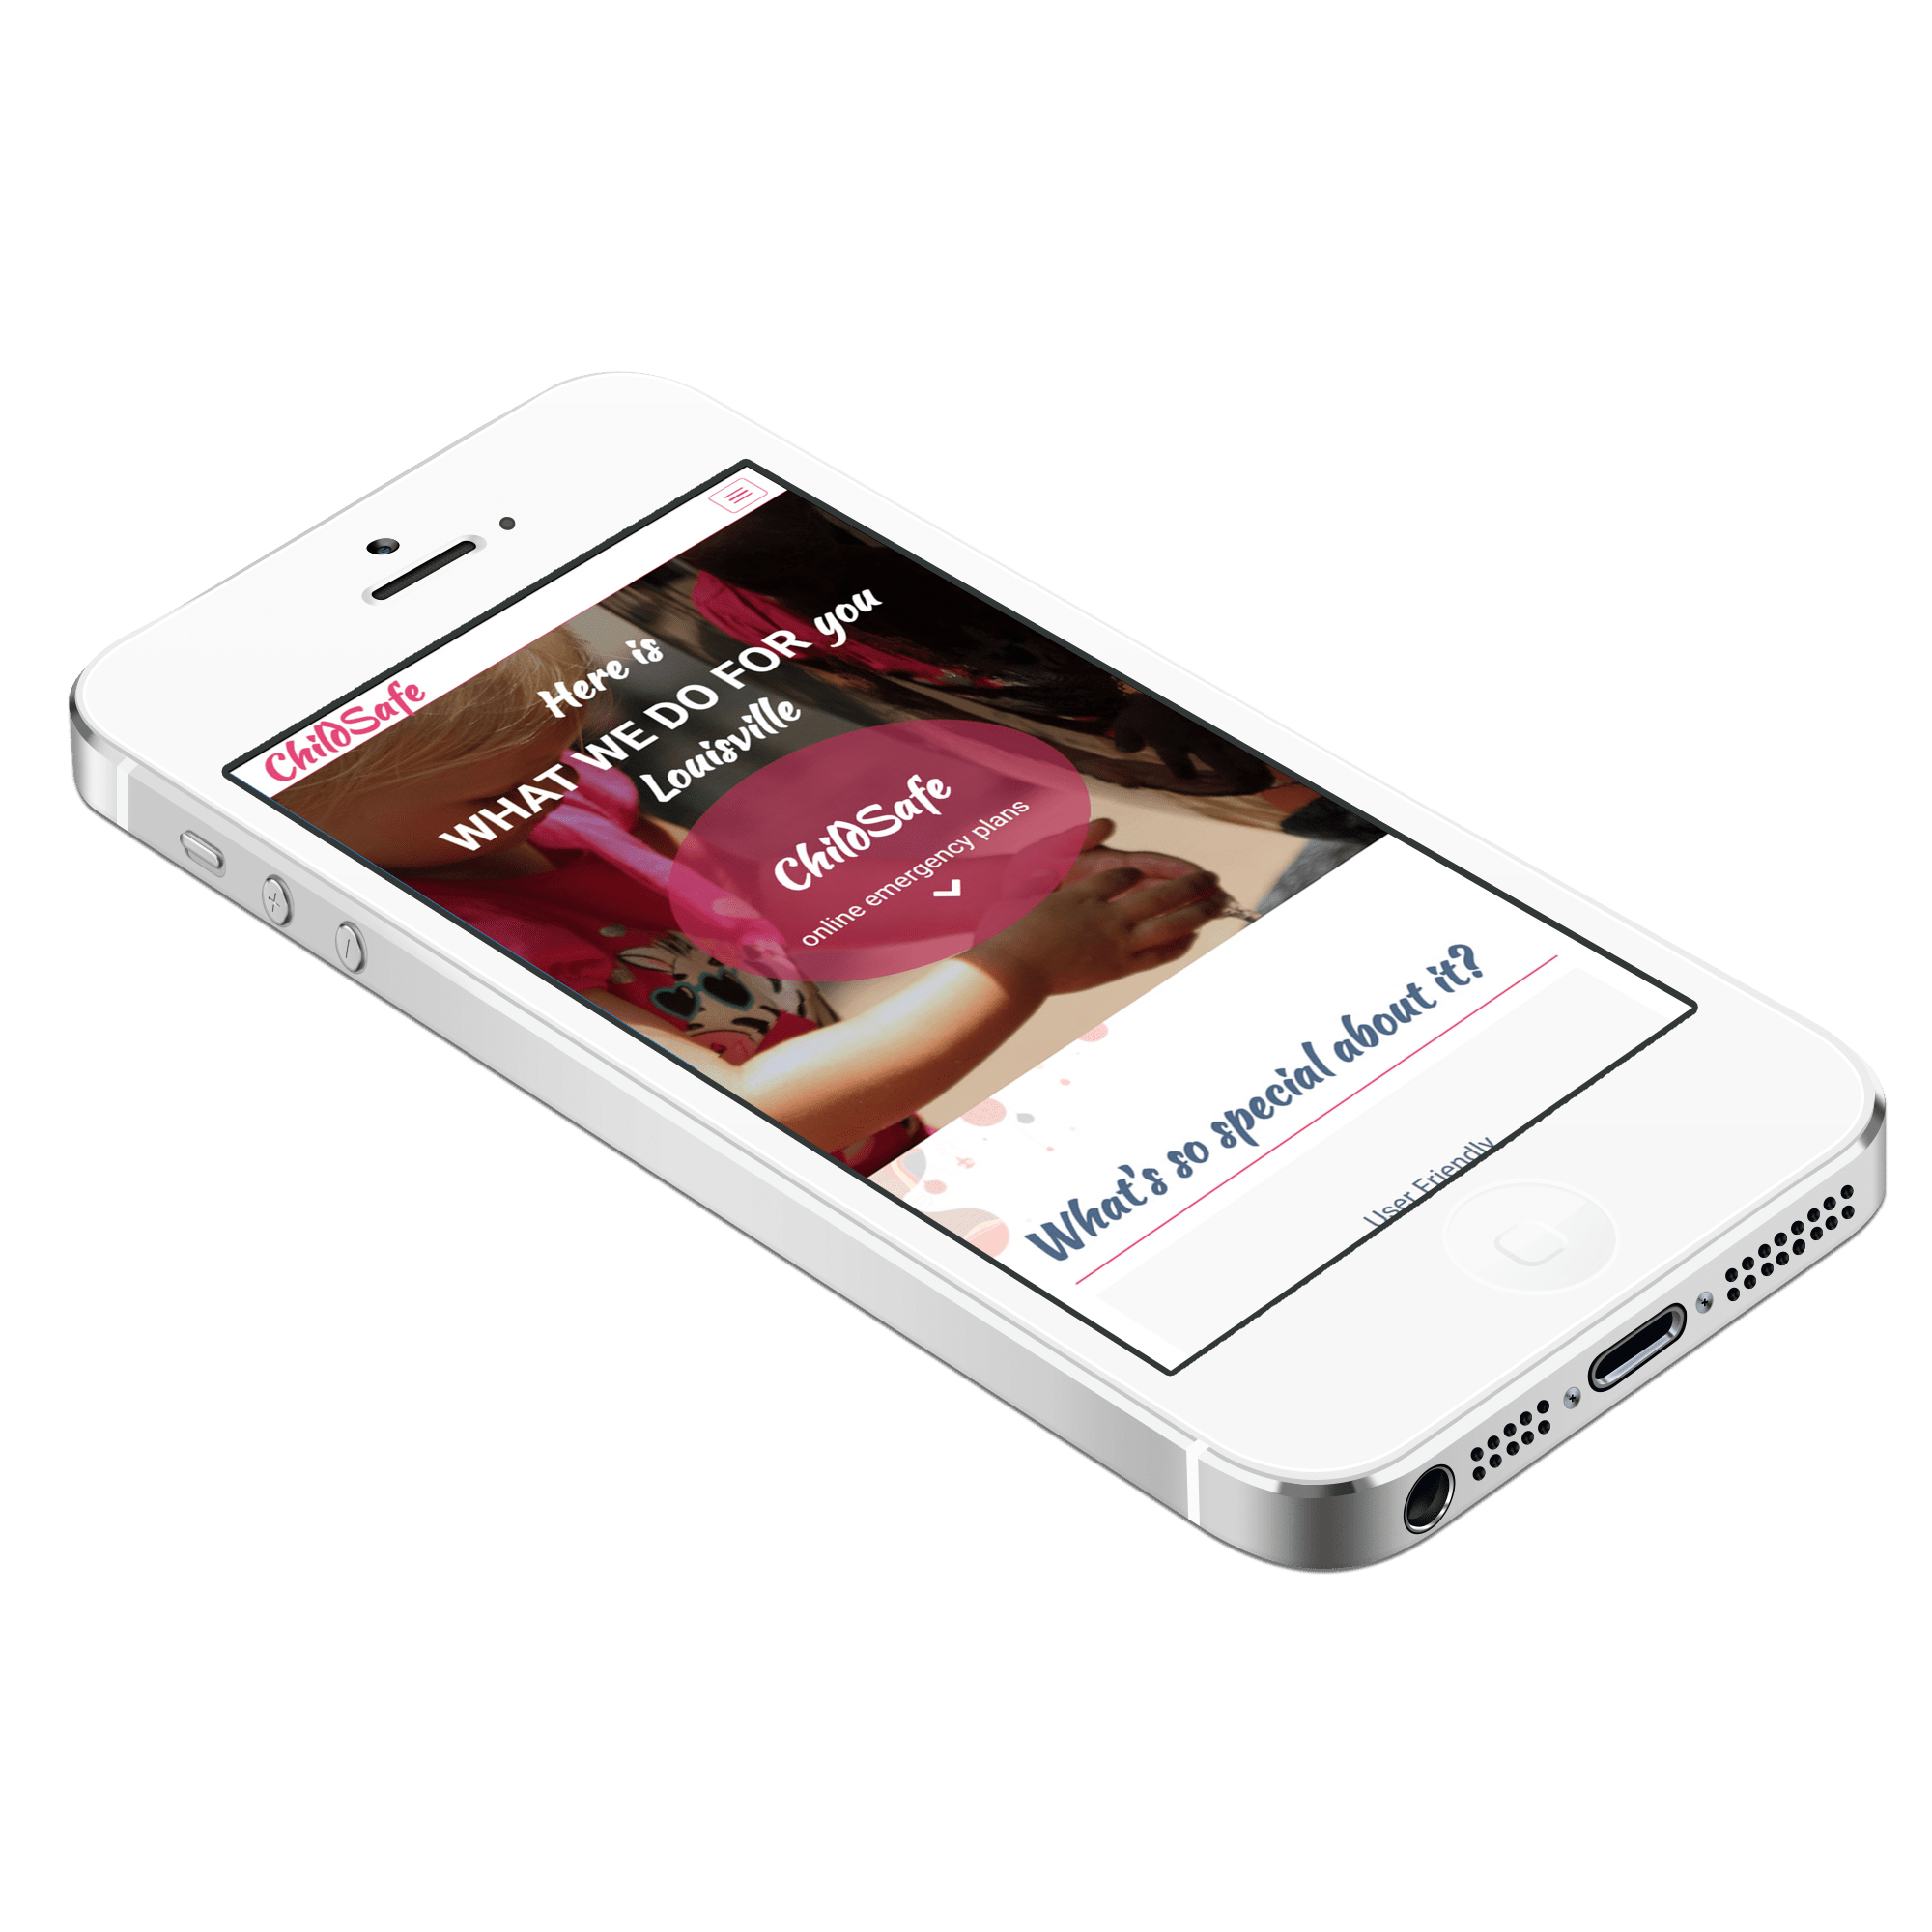 ChildSafe
Here is
WHAT WE DO FOR you
Louisville
ChildSafe
online emergency plans
What's so special about it?
User Friendly